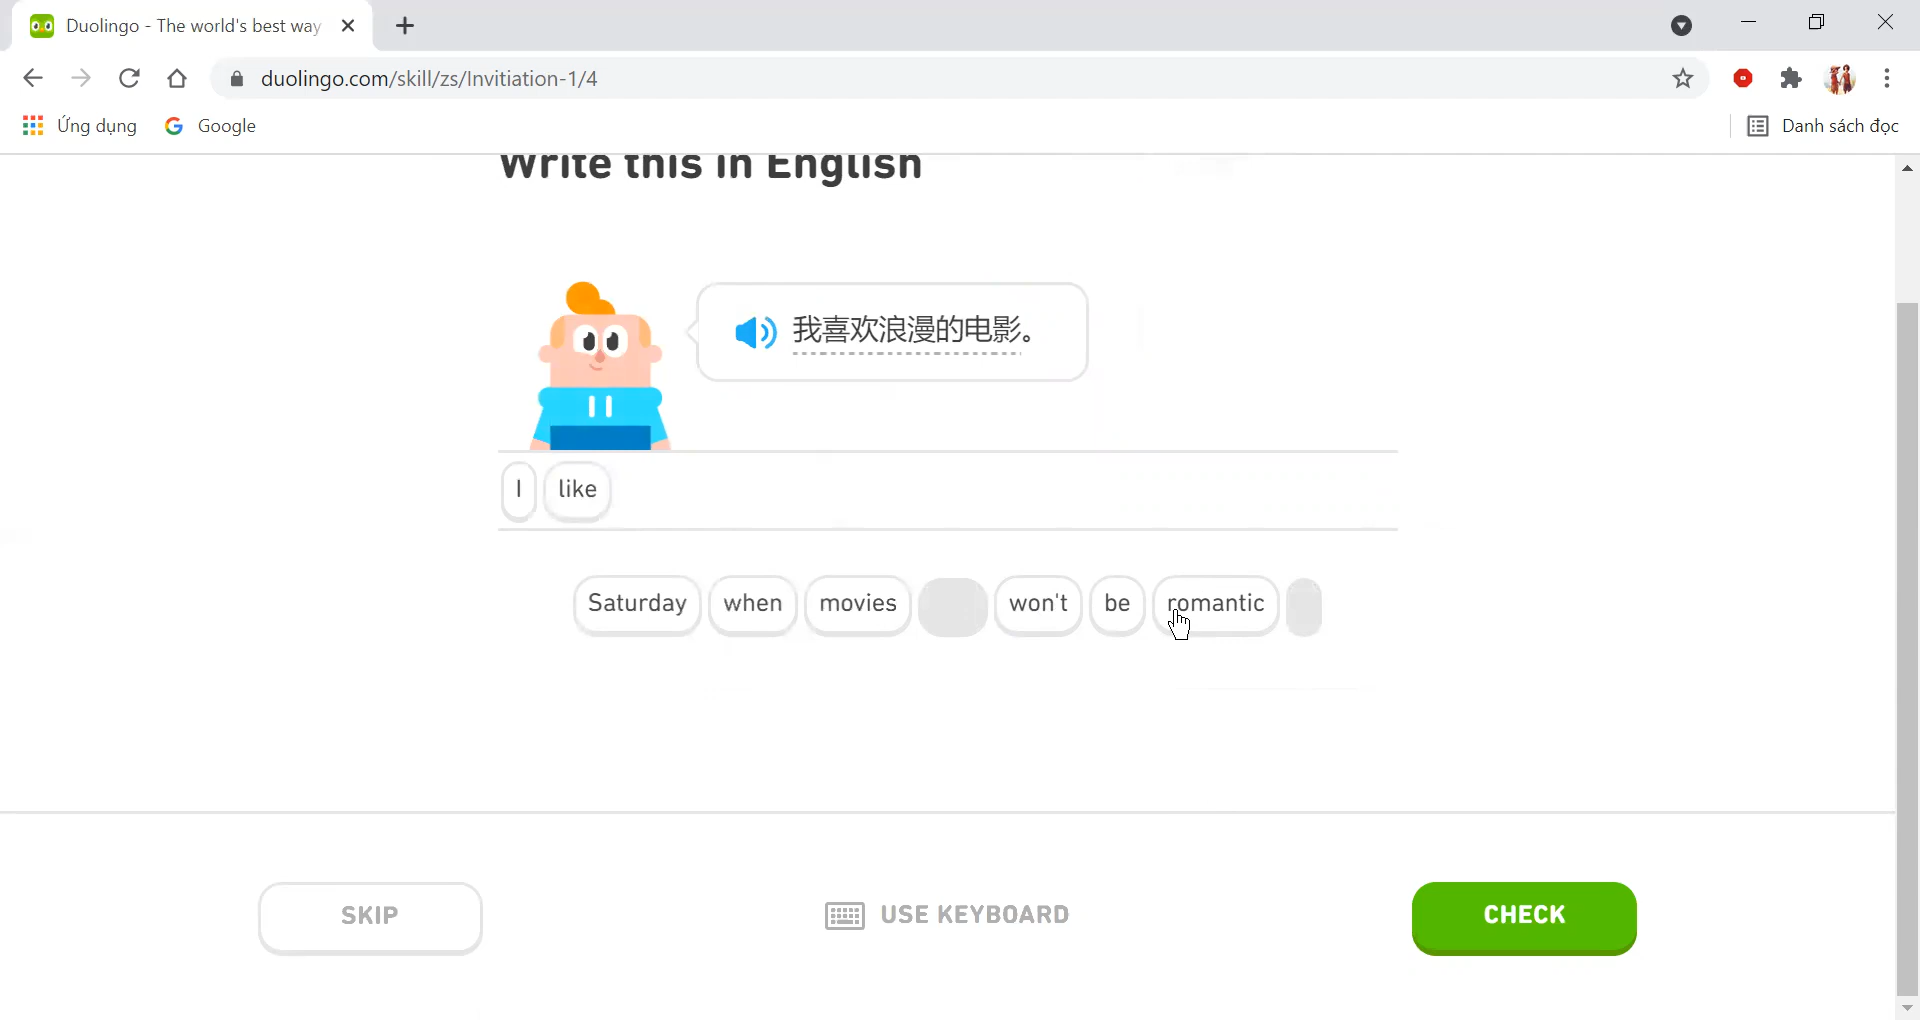 Duolingo - The world's best way
duolingo.com/skill/zs/Invitiation-1/4
Ứng dụng Google Danh sách đọc
Write this in English
我喜欢浪漫的电影。
I like
Saturday when movies won't be romantic
SKIP USE KEYBOARD CHECK